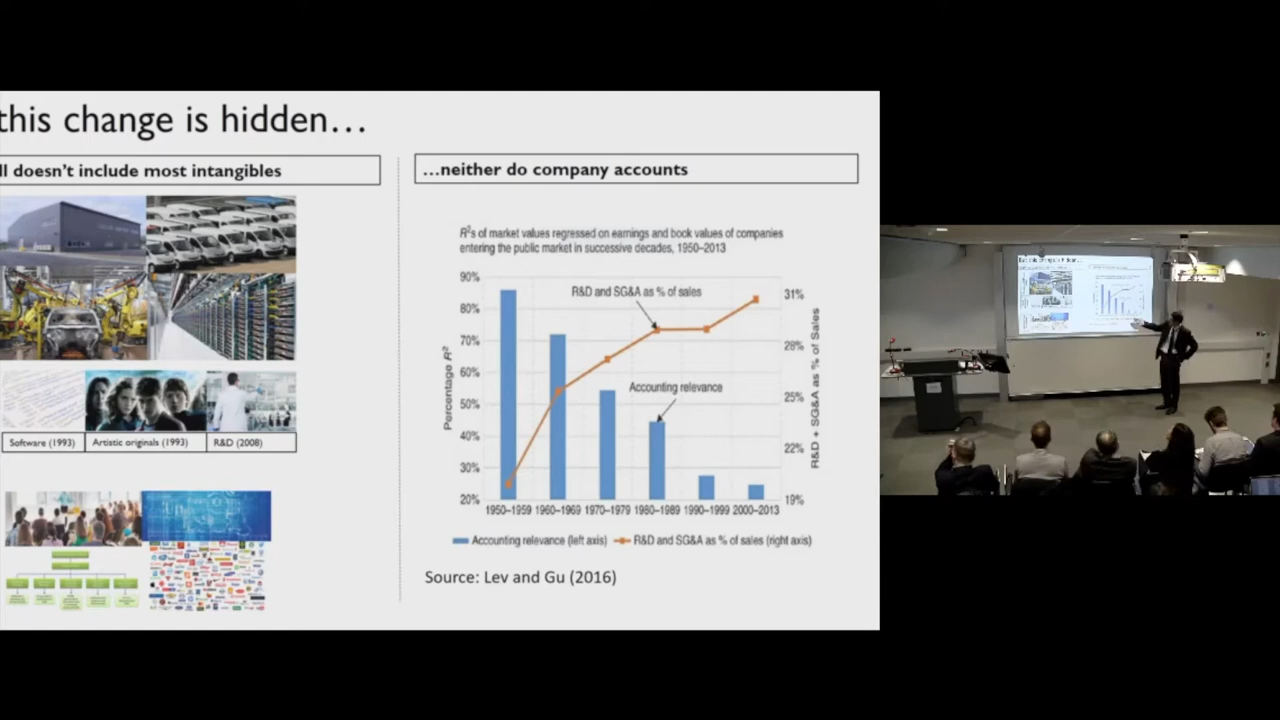 this change is hidden…
ll doesn't include most intangibles
Software (1993)
Artistic originals (1993)
R&D (2008)
…neither do company accounts
R²s of market values regressed on earnings and book values of companies
entering the public market in successive decades, 1950–2013
R&D and SG&A as % of sales
Accounting relevance
Percentage R²
90%
80%
70%
60%
50%
40%
30%
20%
31%
28%
25%
22%
19%
R&D + SG&A as % of Sales
1950–1959 1960–1969 1970–1979 1980–1989 1990–1999 2000–2013
Accounting relevance (left axis) R&D and SG&A as % of sales (right axis)
Source: Lev and Gu (2016)